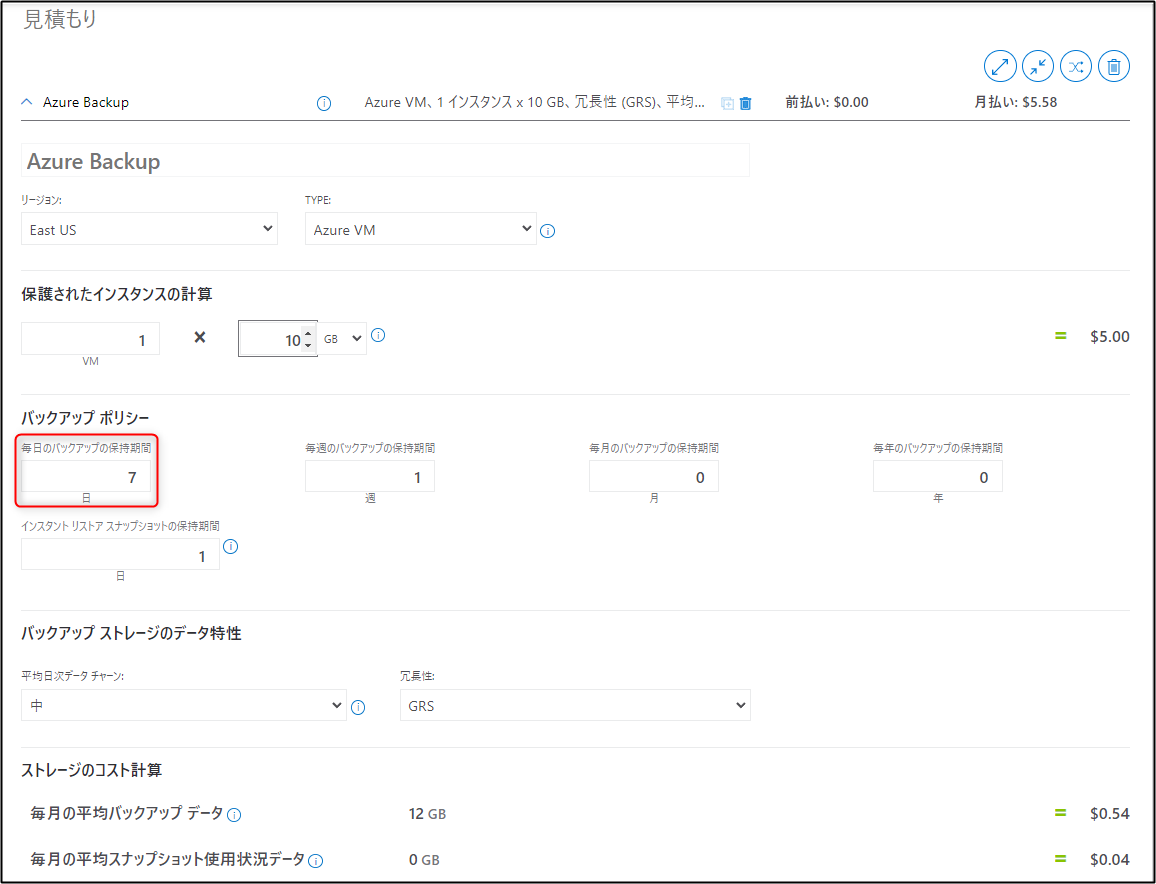 見積もり
Azure Backup
Azure VM、1 インスタンス x 10 GB、冗長性 (GRS)、平均...
前払い: $0.00
月払い: $5.58
Azure Backup
リージョン:
TYPE:
East US
Azure VM
保護されたインスタンスの計算
1
×
10
GB
=
$5.00
VM
バックアップ ポリシー
毎日のバックアップの保持期間
毎週のバックアップの保持期間
毎月のバックアップの保持期間
毎年のバックアップの保持期間
7
1
0
0
日
週
月
年
インスタント リストア スナップショットの保持期間
1
日
バックアップ ストレージのデータ特性
平均日次データ チャーン:
冗長性:
中
GRS
ストレージのコスト計算
毎月の平均バックアップ データ
12 GB
=
$0.54
毎月の平均スナップショット使用状況データ
0 GB
=
$0.04